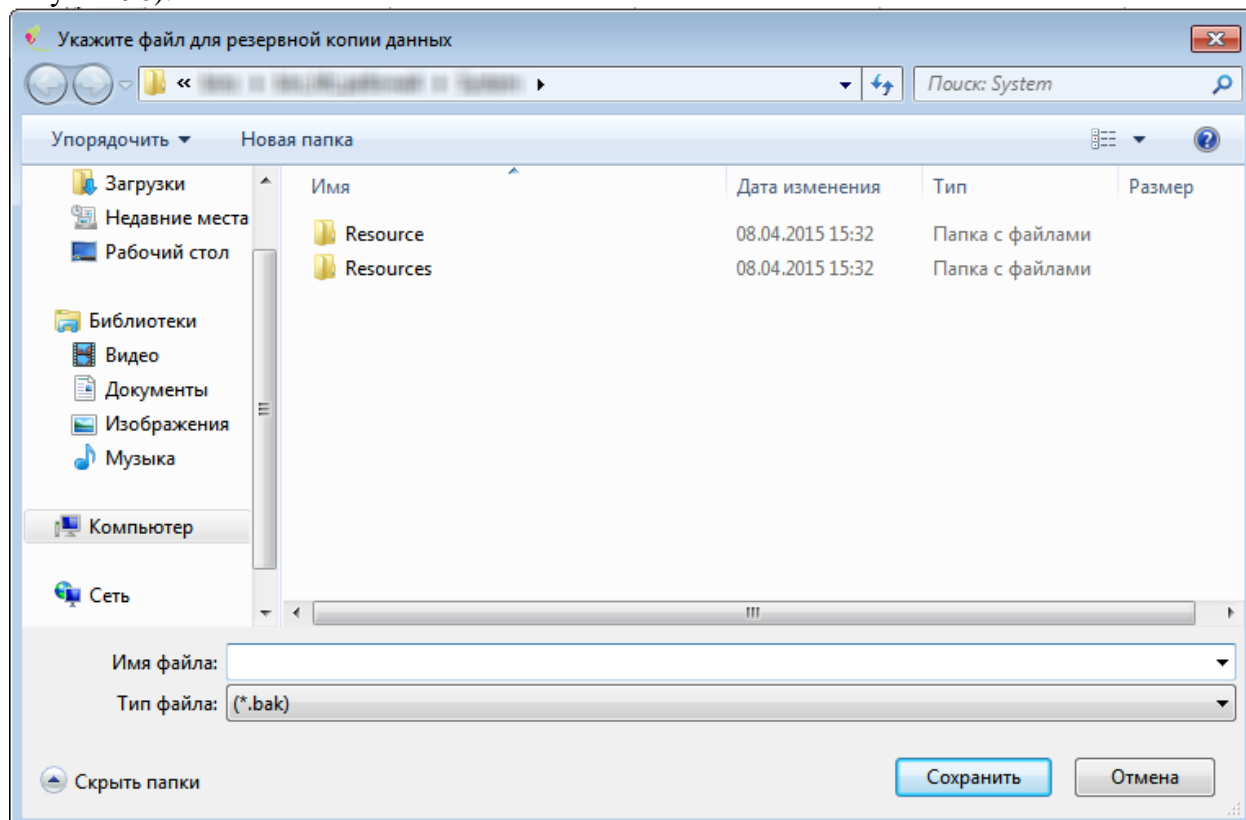 Укажите файл для резервной копии данных
«
Поиск: System
Упорядочить
Новая папка
Загрузки
Недавние места
Рабочий стол
Библиотеки
Видео
Документы
Изображения
Музыка
Компьютер
Сеть
Имя Дата изменения Тип Размер
Resource 08.04.2015 15:32 Папка с файлами
Resources 08.04.2015 15:32 Папка с файлами
Имя файла:
Тип файла: (*.bak)
Скрыть папки
Сохранить Отмена